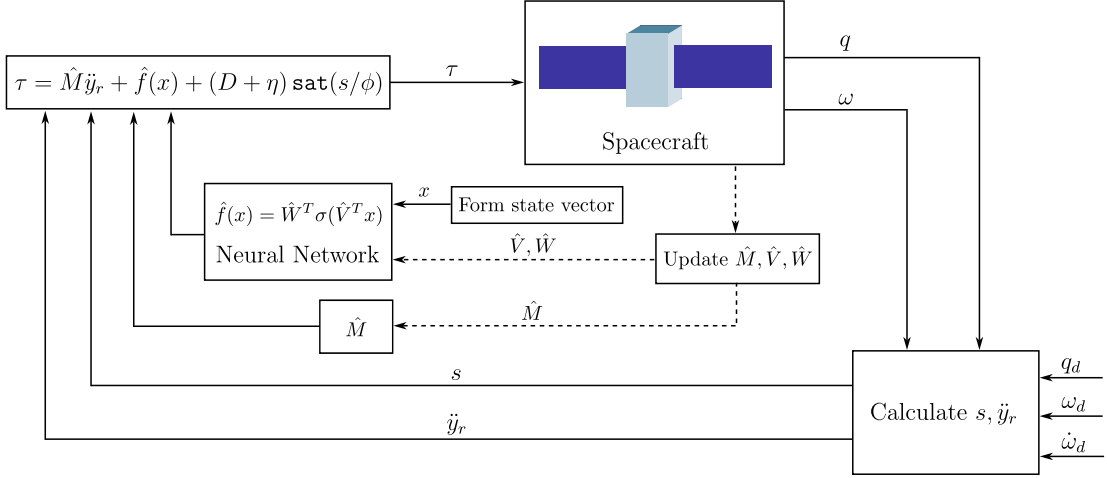 τ = M̂ÿ_r + f̂(x) + (D + η) sat(s/ϕ)
τ
Spacecraft
q
ω
f̂(x) = Ŵ^T σ(V̂^T x)
Neural Network
x
Form state vector
V̂, Ŵ
Update M̂, V̂, Ŵ
M̂
M̂
s
ÿ_r
Calculate s, ÿ_r
q_d
ω_d
ω̇_d